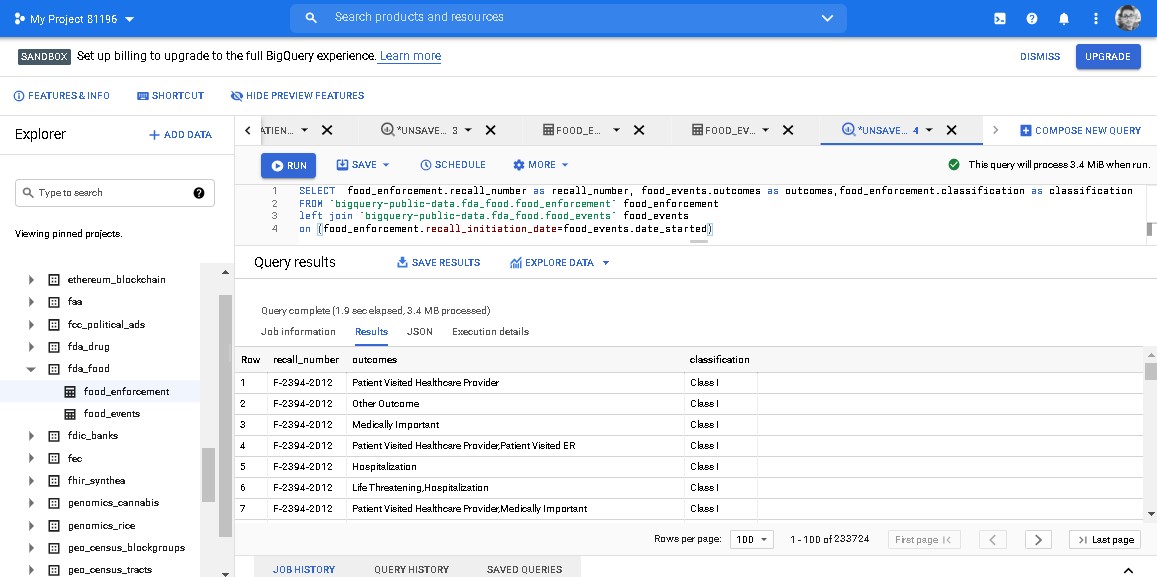 My Project 81196
Search products and resources
SANDBOX Set up billing to upgrade to the full BigQuery experience. Learn more
DISMISS UPGRADE
FEATURES & INFO SHORTCUT HIDE PREVIEW FEATURES
Explorer + ADD DATA
ATIEN... *UNSAVE... 3 FOOD_E... FOOD_EV... *UNSAVE... 4 COMPOSE NEW QUERY
RUN SAVE SCHEDULE MORE This query will process 3.4 MiB when run.
Type to search
Viewing pinned projects.
ethereum_blockchain
faa
fcc_political_ads
fda_drug
fda_food
food_enforcement
food_events
fdic_banks
fec
fhir_synthea
genomics_cannabis
genomics_rice
geo_census_blockgroups
geo_census_tracts
1 SELECT food_enforcement.recall_number as recall_number, food_events.outcomes as outcomes,food_enforcement.classification as classification
2 FROM `bigquery-public-data.fda_food.food_enforcement` food_enforcement
3 left join `bigquery-public-data.fda_food.food_events` food_events
4 on (food_enforcement.recall_initiation_date=food_events.date_started)
Query results SAVE RESULTS EXPLORE DATA
Query complete (1.9 sec elapsed, 3.4 MB processed)
Job information Results JSON Execution details
Row recall_number outcomes classification
1 F-2394-2012 Patient Visited Healthcare Provider Class I
2 F-2394-2012 Other Outcome Class I
3 F-2394-2012 Medically Important Class I
4 F-2394-2012 Patient Visited Healthcare Provider,Patient Visited ER Class I
5 F-2394-2012 Hospitalization Class I
6 F-2394-2012 Life Threatening,Hospitalization Class I
7 F-2394-2012 Patient Visited Healthcare Provider,Medically Important Class I
Rows per page: 100 1 - 100 of 233724 First page Last page
JOB HISTORY QUERY HISTORY SAVED QUERIES